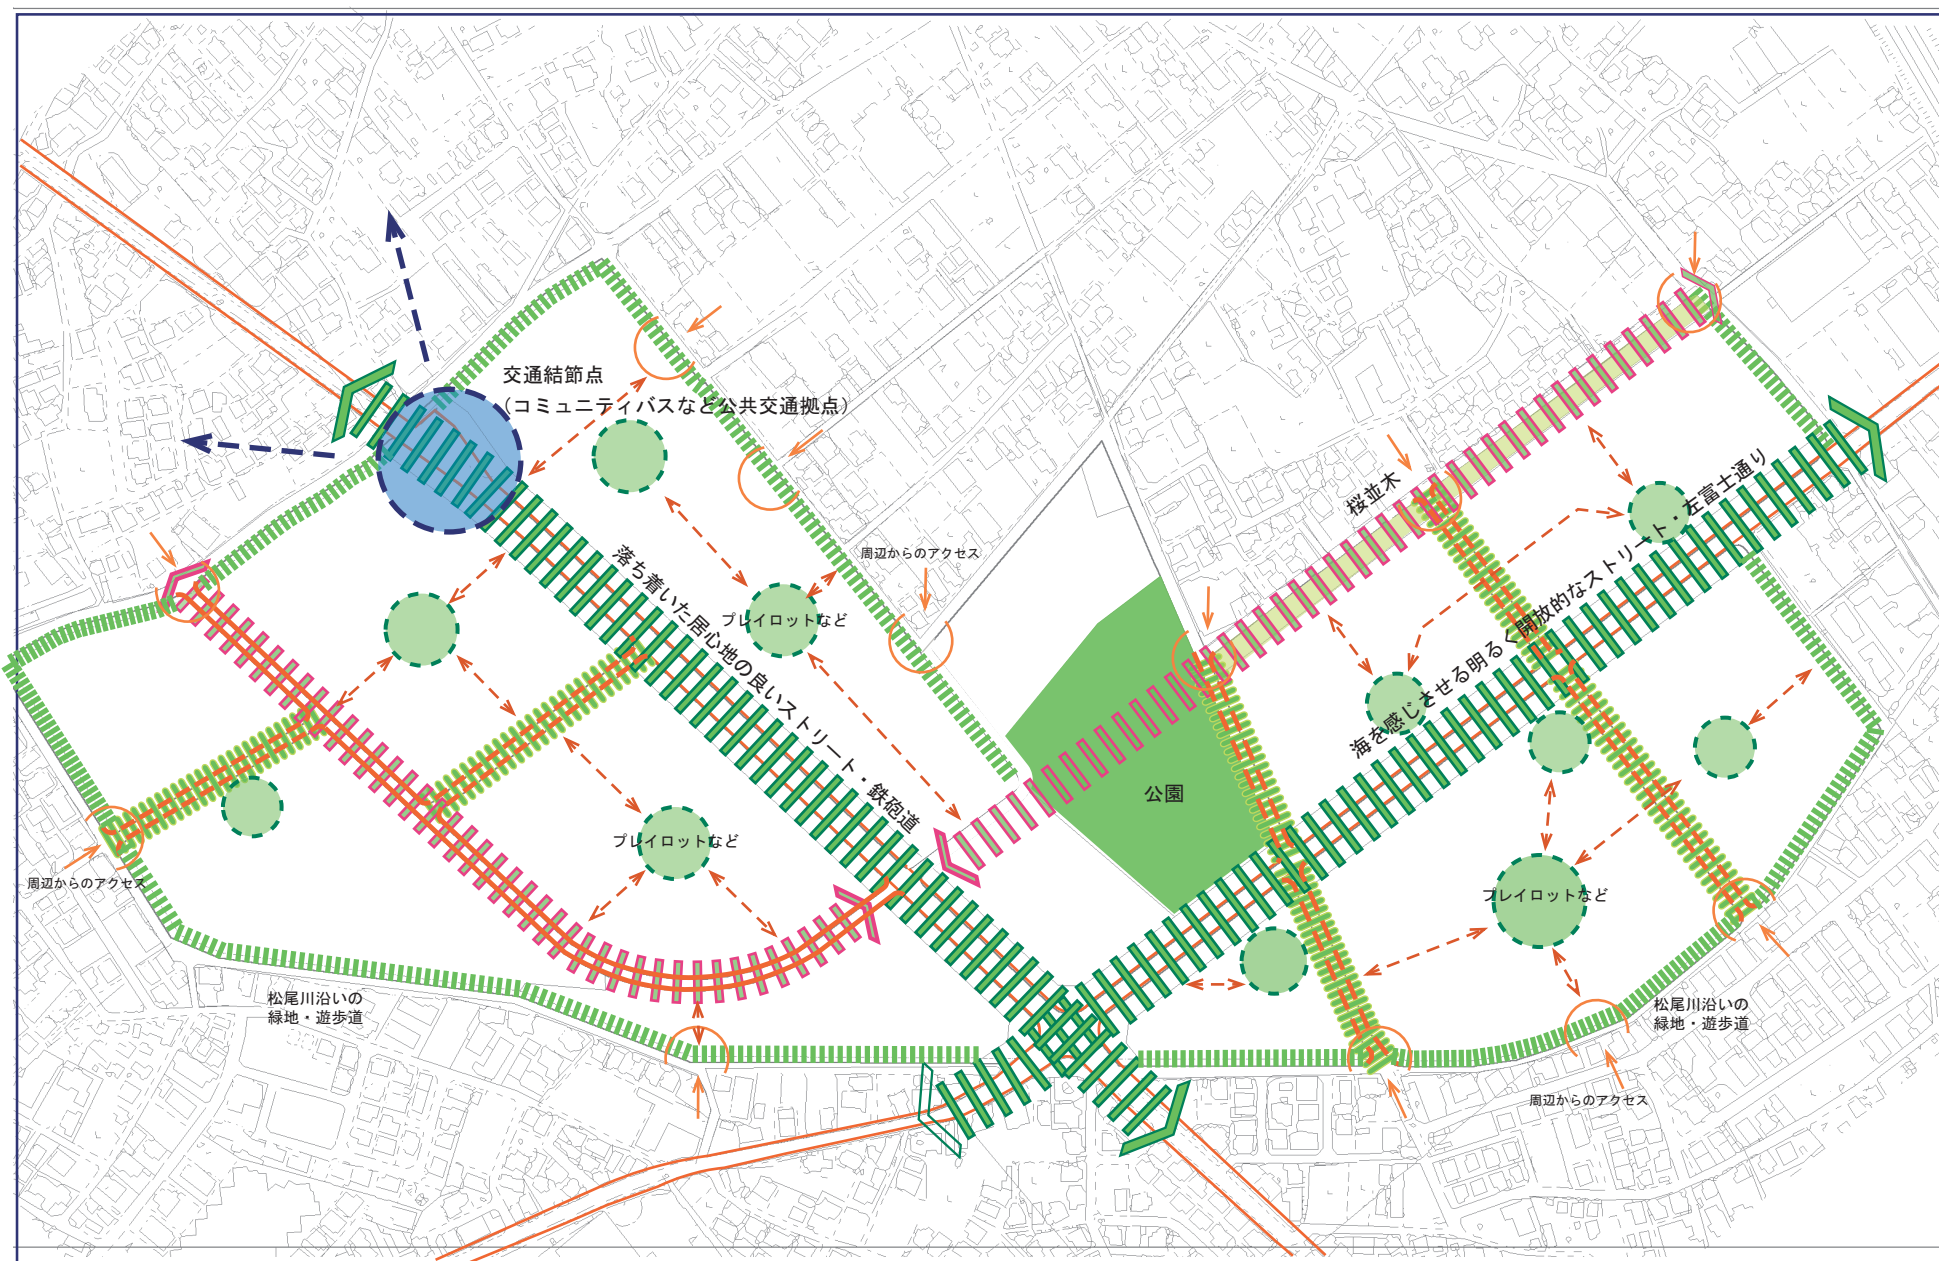 交通結節点
（コミュニティバスなど公共交通拠点）
桜並木
周辺からのアクセス
落ち着いた居心地の良いストリート・鉄砲道
プレイロットなど
海を感じさせる明るく開放的なストリート・左富士通り
公園
プレイロットなど
周辺からのアクセス
プレイロットなど
松尾川沿いの
緑地・遊歩道
松尾川沿いの
緑地・遊歩道
周辺からのアクセス